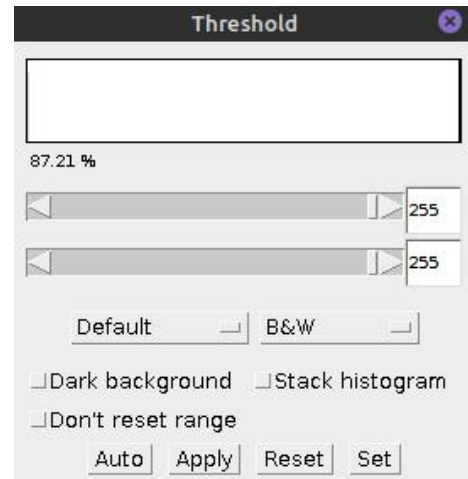 Threshold
87.21 %
255
255
Default B&W
Dark background Stack histogram
Don't reset range
Auto Apply Reset Set